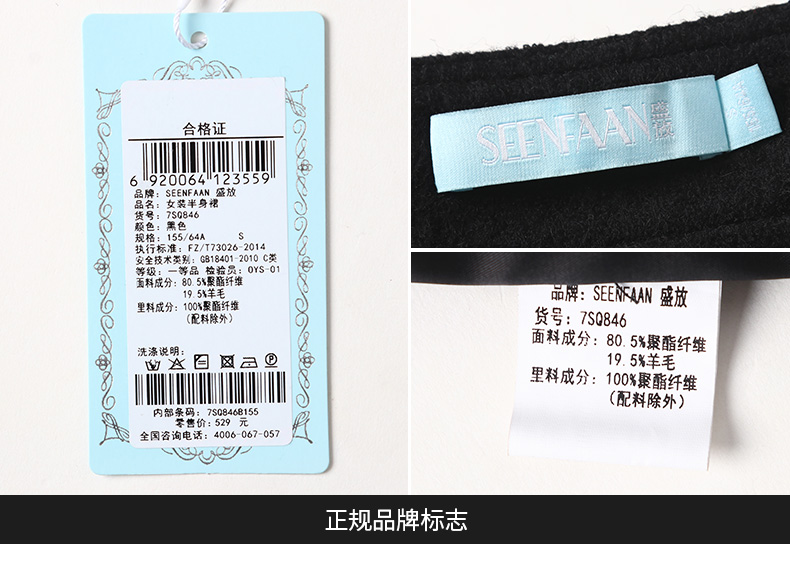 合格证
6 920064 123559
品牌: SEENFAAN 盛放
品名: 女装半身裙
货号: 7SQ846
颜色: 黑色
规格: 155/64A S
执行标准: FZ/T73026-2014
安全技术类别: GB18401-2010 C类
等级: 一等品 检验员: OYS-01
面料成分: 80.5%聚酯纤维
19.5%羊毛
里料成分: 100%聚酯纤维
(配料除外)
洗涤说明:
内部条码: 7SQ846B155
零售价: 529 元
全国咨询电话: 4006-067-057
SEENFAAN 盛放
品牌: SEENFAAN 盛放
货号: 7SQ846
面料成分: 80.5%聚酯纤维
19.5%羊毛
里料成分: 100%聚酯纤维
(配料除外)
正规品牌标志